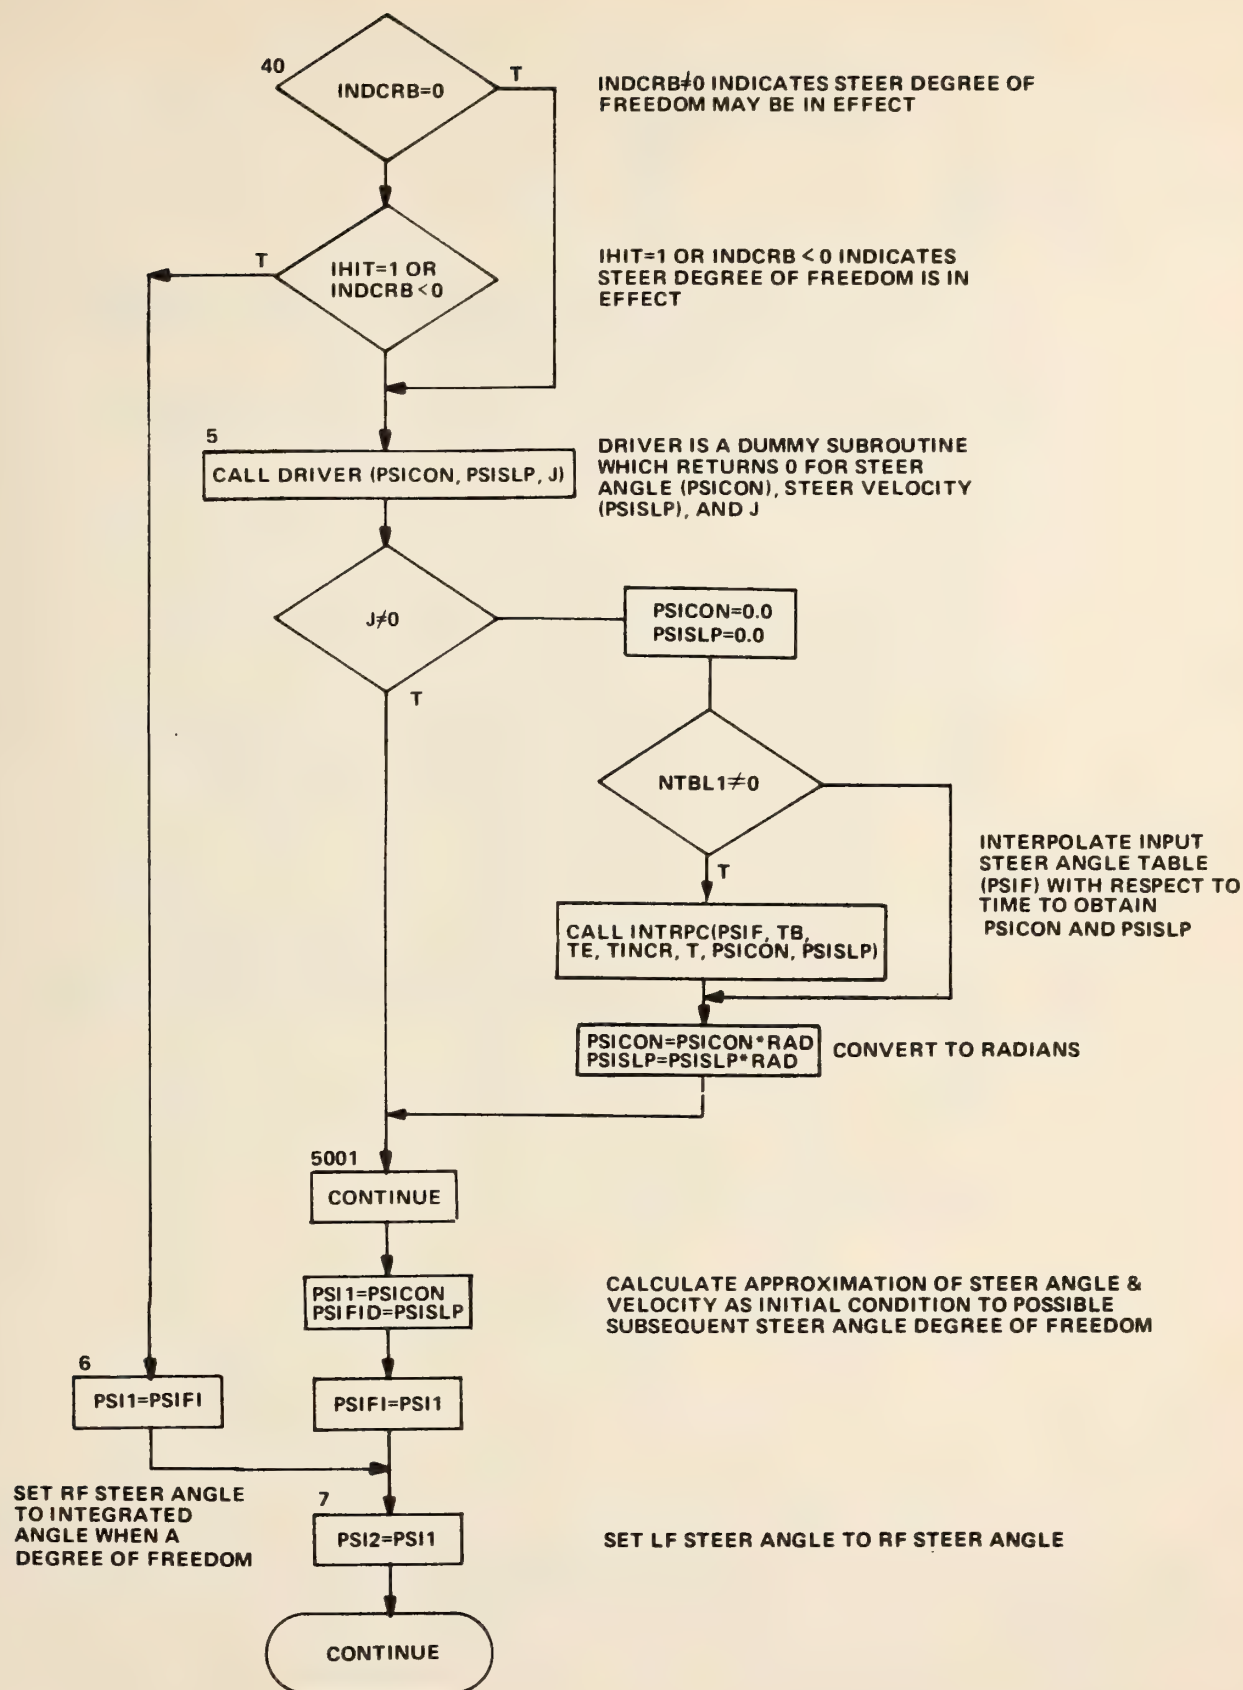 40
INDCRB=0
T
INDCRB≠0 INDICATES STEER DEGREE OF
FREEDOM MAY BE IN EFFECT
T
IHIT=1 OR
INDCRB<0
IHIT=1 OR INDCRB < 0 INDICATES
STEER DEGREE OF FREEDOM IS IN
EFFECT
5
CALL DRIVER (PSICON, PSISLP, J)
DRIVER IS A DUMMY SUBROUTINE
WHICH RETURNS 0 FOR STEER
ANGLE (PSICON), STEER VELOCITY
(PSISLP), AND J
J≠0
T
PSICON=0.0
PSISLP=0.0
NTBL1≠0
T
INTERPOLATE INPUT
STEER ANGLE TABLE
(PSIF) WITH RESPECT TO
TIME TO OBTAIN
PSICON AND PSISLP
CALL INTRPC(PSIF, TB,
TE, TINCR, T, PSICON, PSISLP)
PSICON=PSICON*RAD
PSISLP=PSISLP*RAD
CONVERT TO RADIANS
5001
CONTINUE
PSI1=PSICON
PSIFID=PSISLP
CALCULATE APPROXIMATION OF STEER ANGLE &
VELOCITY AS INITIAL CONDITION TO POSSIBLE
SUBSEQUENT STEER ANGLE DEGREE OF FREEDOM
6
PSI1=PSIFI
PSIFI=PSI1
SET RF STEER ANGLE
TO INTEGRATED
ANGLE WHEN A
DEGREE OF FREEDOM
7
PSI2=PSI1
SET LF STEER ANGLE TO RF STEER ANGLE
CONTINUE